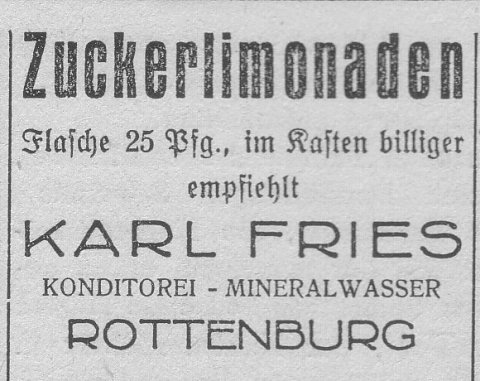 Zuckerlimonaden
Flaſche 25 Pfg., im Kaſten billiger
empfiehlt
KARL FRIES
KONDITOREI - MINERALWASSER
ROTTENBURG